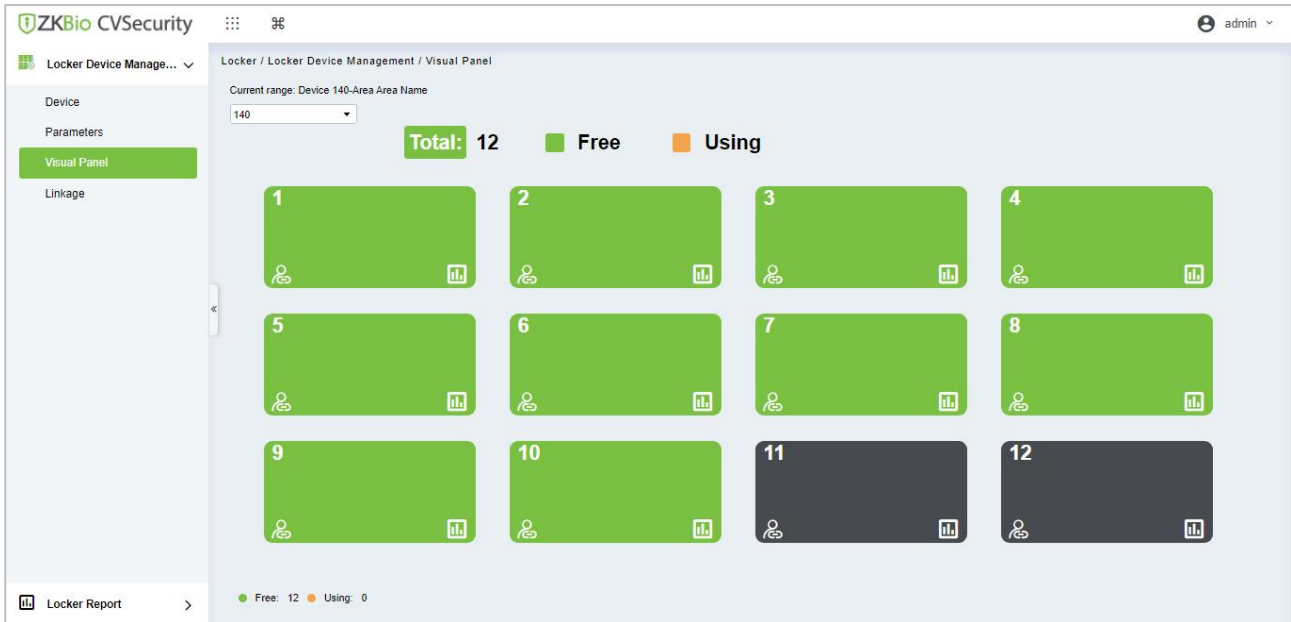 ZKBio CVSecurity
admin
Locker Device Manage...
Device
Parameters
Visual Panel
Linkage
Locker / Locker Device Management / Visual Panel
Current range: Device 140-Area Area Name
140
Total: 12 Free Using
1 2 3 4
5 6 7 8
9 10 11 12
Locker Report
Free: 12 Using: 0